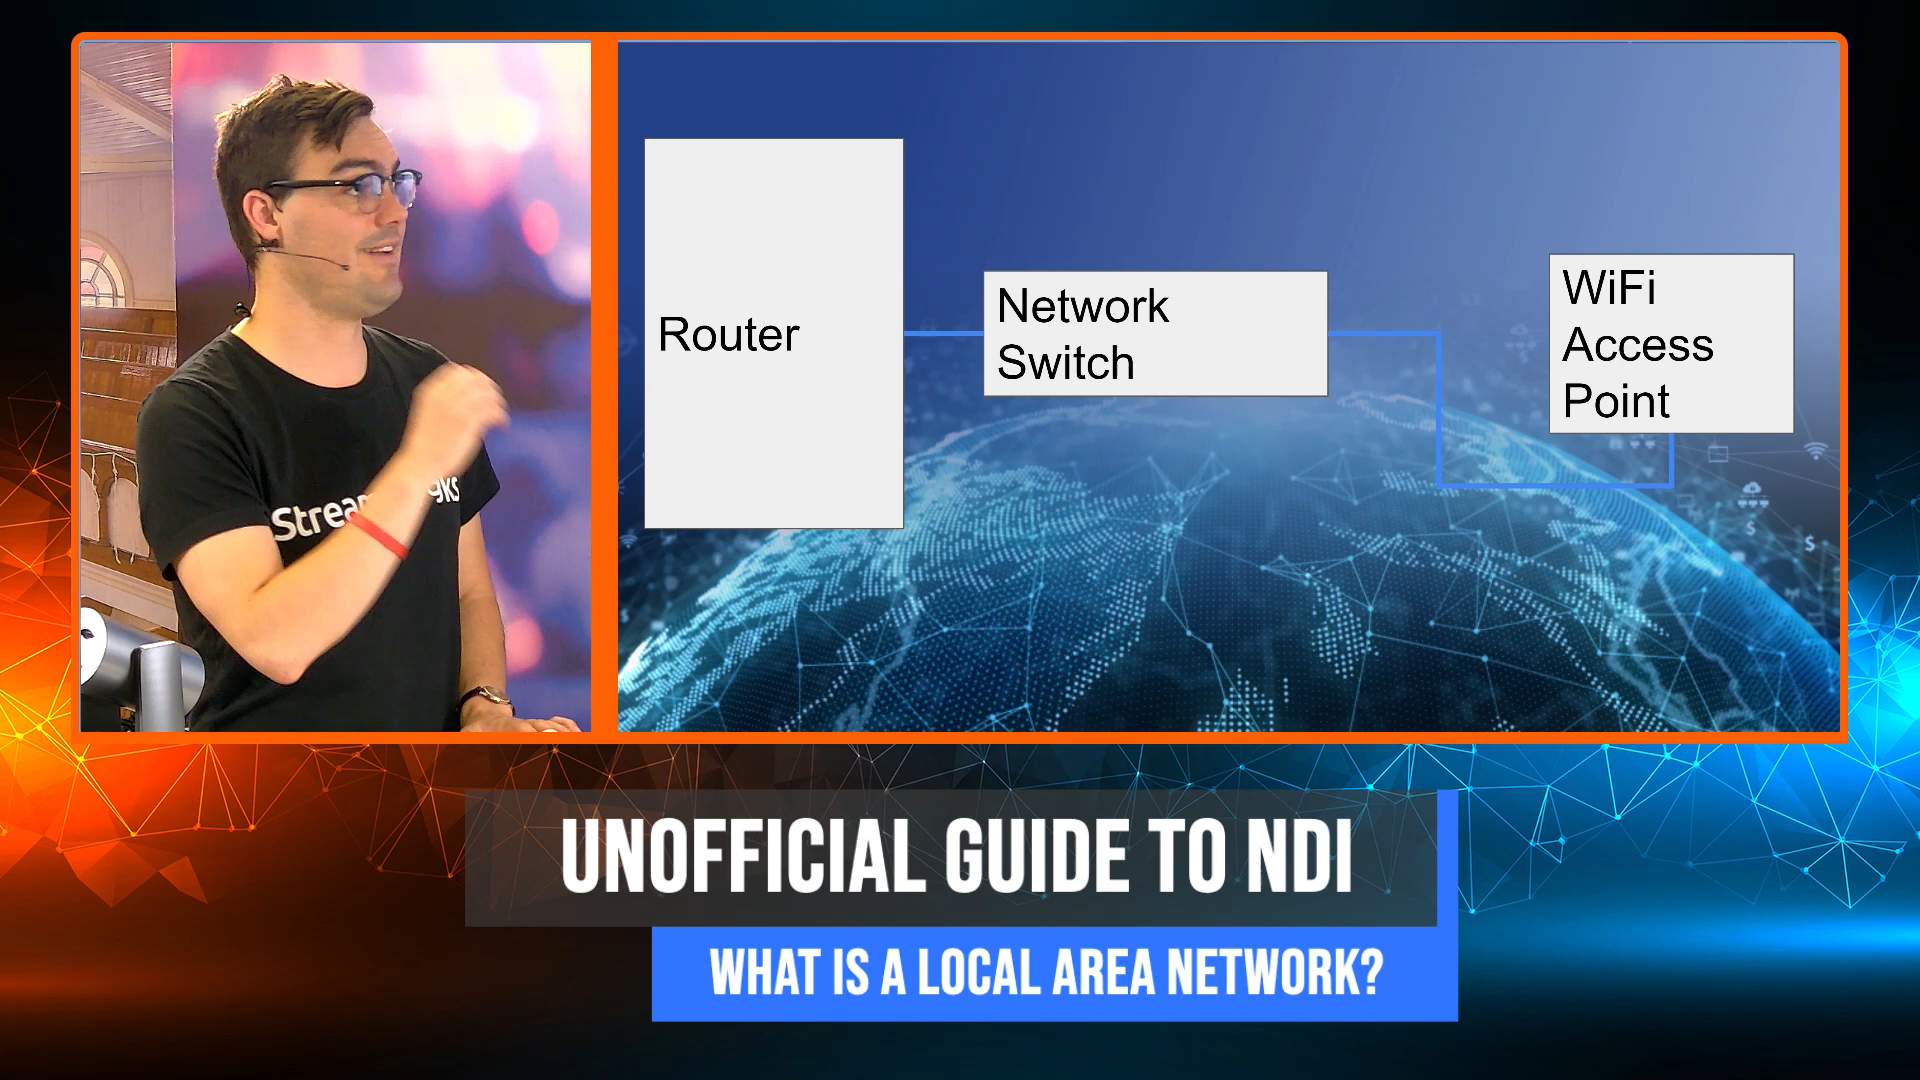 Router
Network
Switch
WiFi
Access
Point
UNOFFICIAL GUIDE TO NDI
WHAT IS A LOCAL AREA NETWORK?